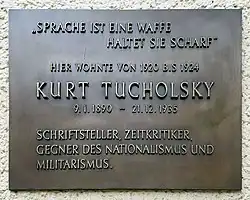 „SPRACHE IST EINE WAFFE
HALTET SIE SCHARF“
HIER WOHNTE VON 1920 BIS 1924
KURT TUCHOLSKY
9.1.1890 – 21.12.1935
SCHRIFTSTELLER, ZEITKRITIKER,
GEGNER DES NATIONALISMUS UND
MILITARISMUS.